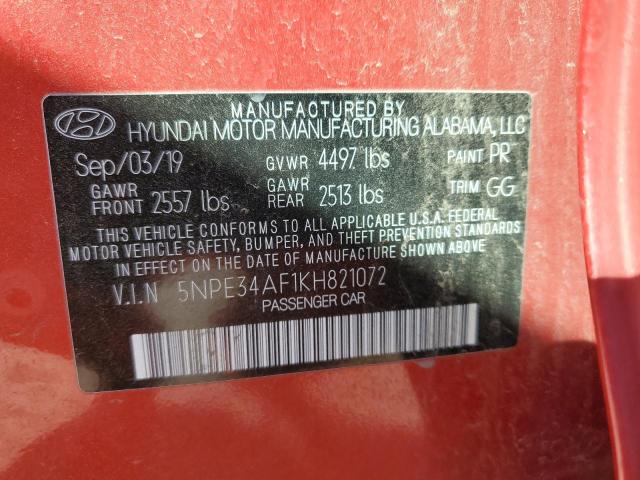 MANUFACTURED BY
HYUNDAI MOTOR MANUFACTURING ALABAMA, LLC
Sep/03/19 GVWR 4497 lbs PAINT PR
GAWR FRONT 2557 lbs GAWR REAR 2513 lbs TRIM GG
THIS VEHICLE CONFORMS TO ALL APPLICABLE U.S.A. FEDERAL
MOTOR VEHICLE SAFETY, BUMPER, AND THEFT PREVENTION STANDARDS
IN EFFECT ON THE DATE OF MANUFACTURE SHOWN ABOVE.
V.I.N 5NPE34AF1KH821072
PASSENGER CAR